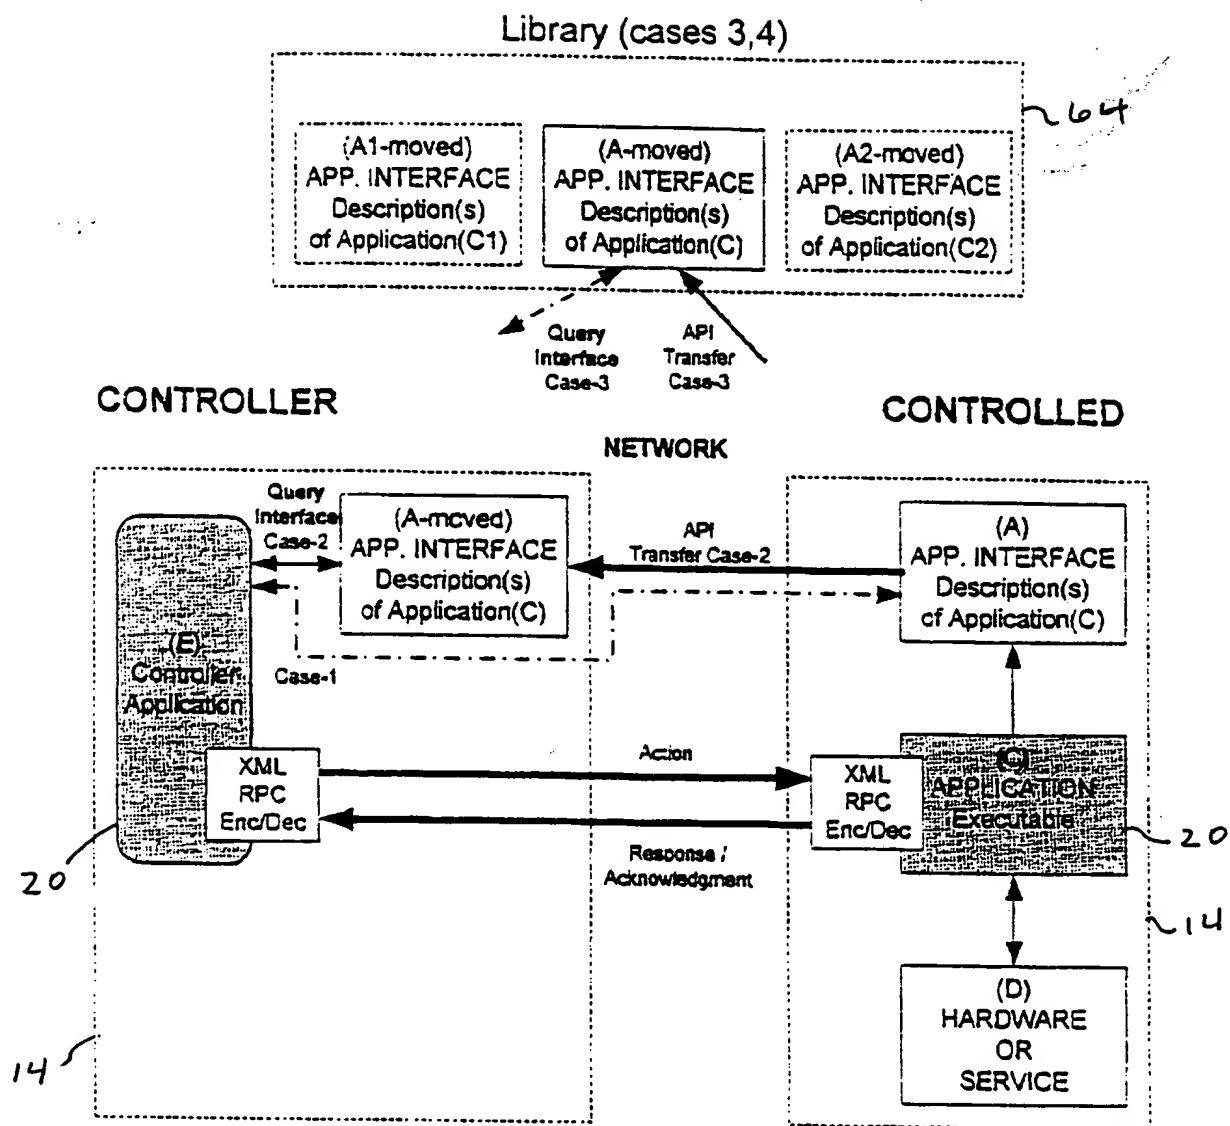 Library (cases 3,4)
64
(A1-moved)
APP. INTERFACE
Description(s)
of Application(C1)
(A-moved)
APP. INTERFACE
Description(s)
of Application(C)
(A2-moved)
APP. INTERFACE
Description(s)
of Application(C2)
Query
Interface
Case-3
API
Transfer
Case-3
CONTROLLER
CONTROLLED
NETWORK
Query
Interface
Case-2
(A-moved)
APP. INTERFACE
Description(s)
of Application(C)
API
Transfer Case-2
(A)
APP. INTERFACE
Description(s)
of Application(C)
Case-1
(E)
Controller
Application
XML
RPC
Enc/Dec
Action
Response /
Acknowledgment
XML
RPC
Enc/Dec
(C)
APPLICATION
Executable
20
20
14
14
(D)
HARDWARE
OR
SERVICE